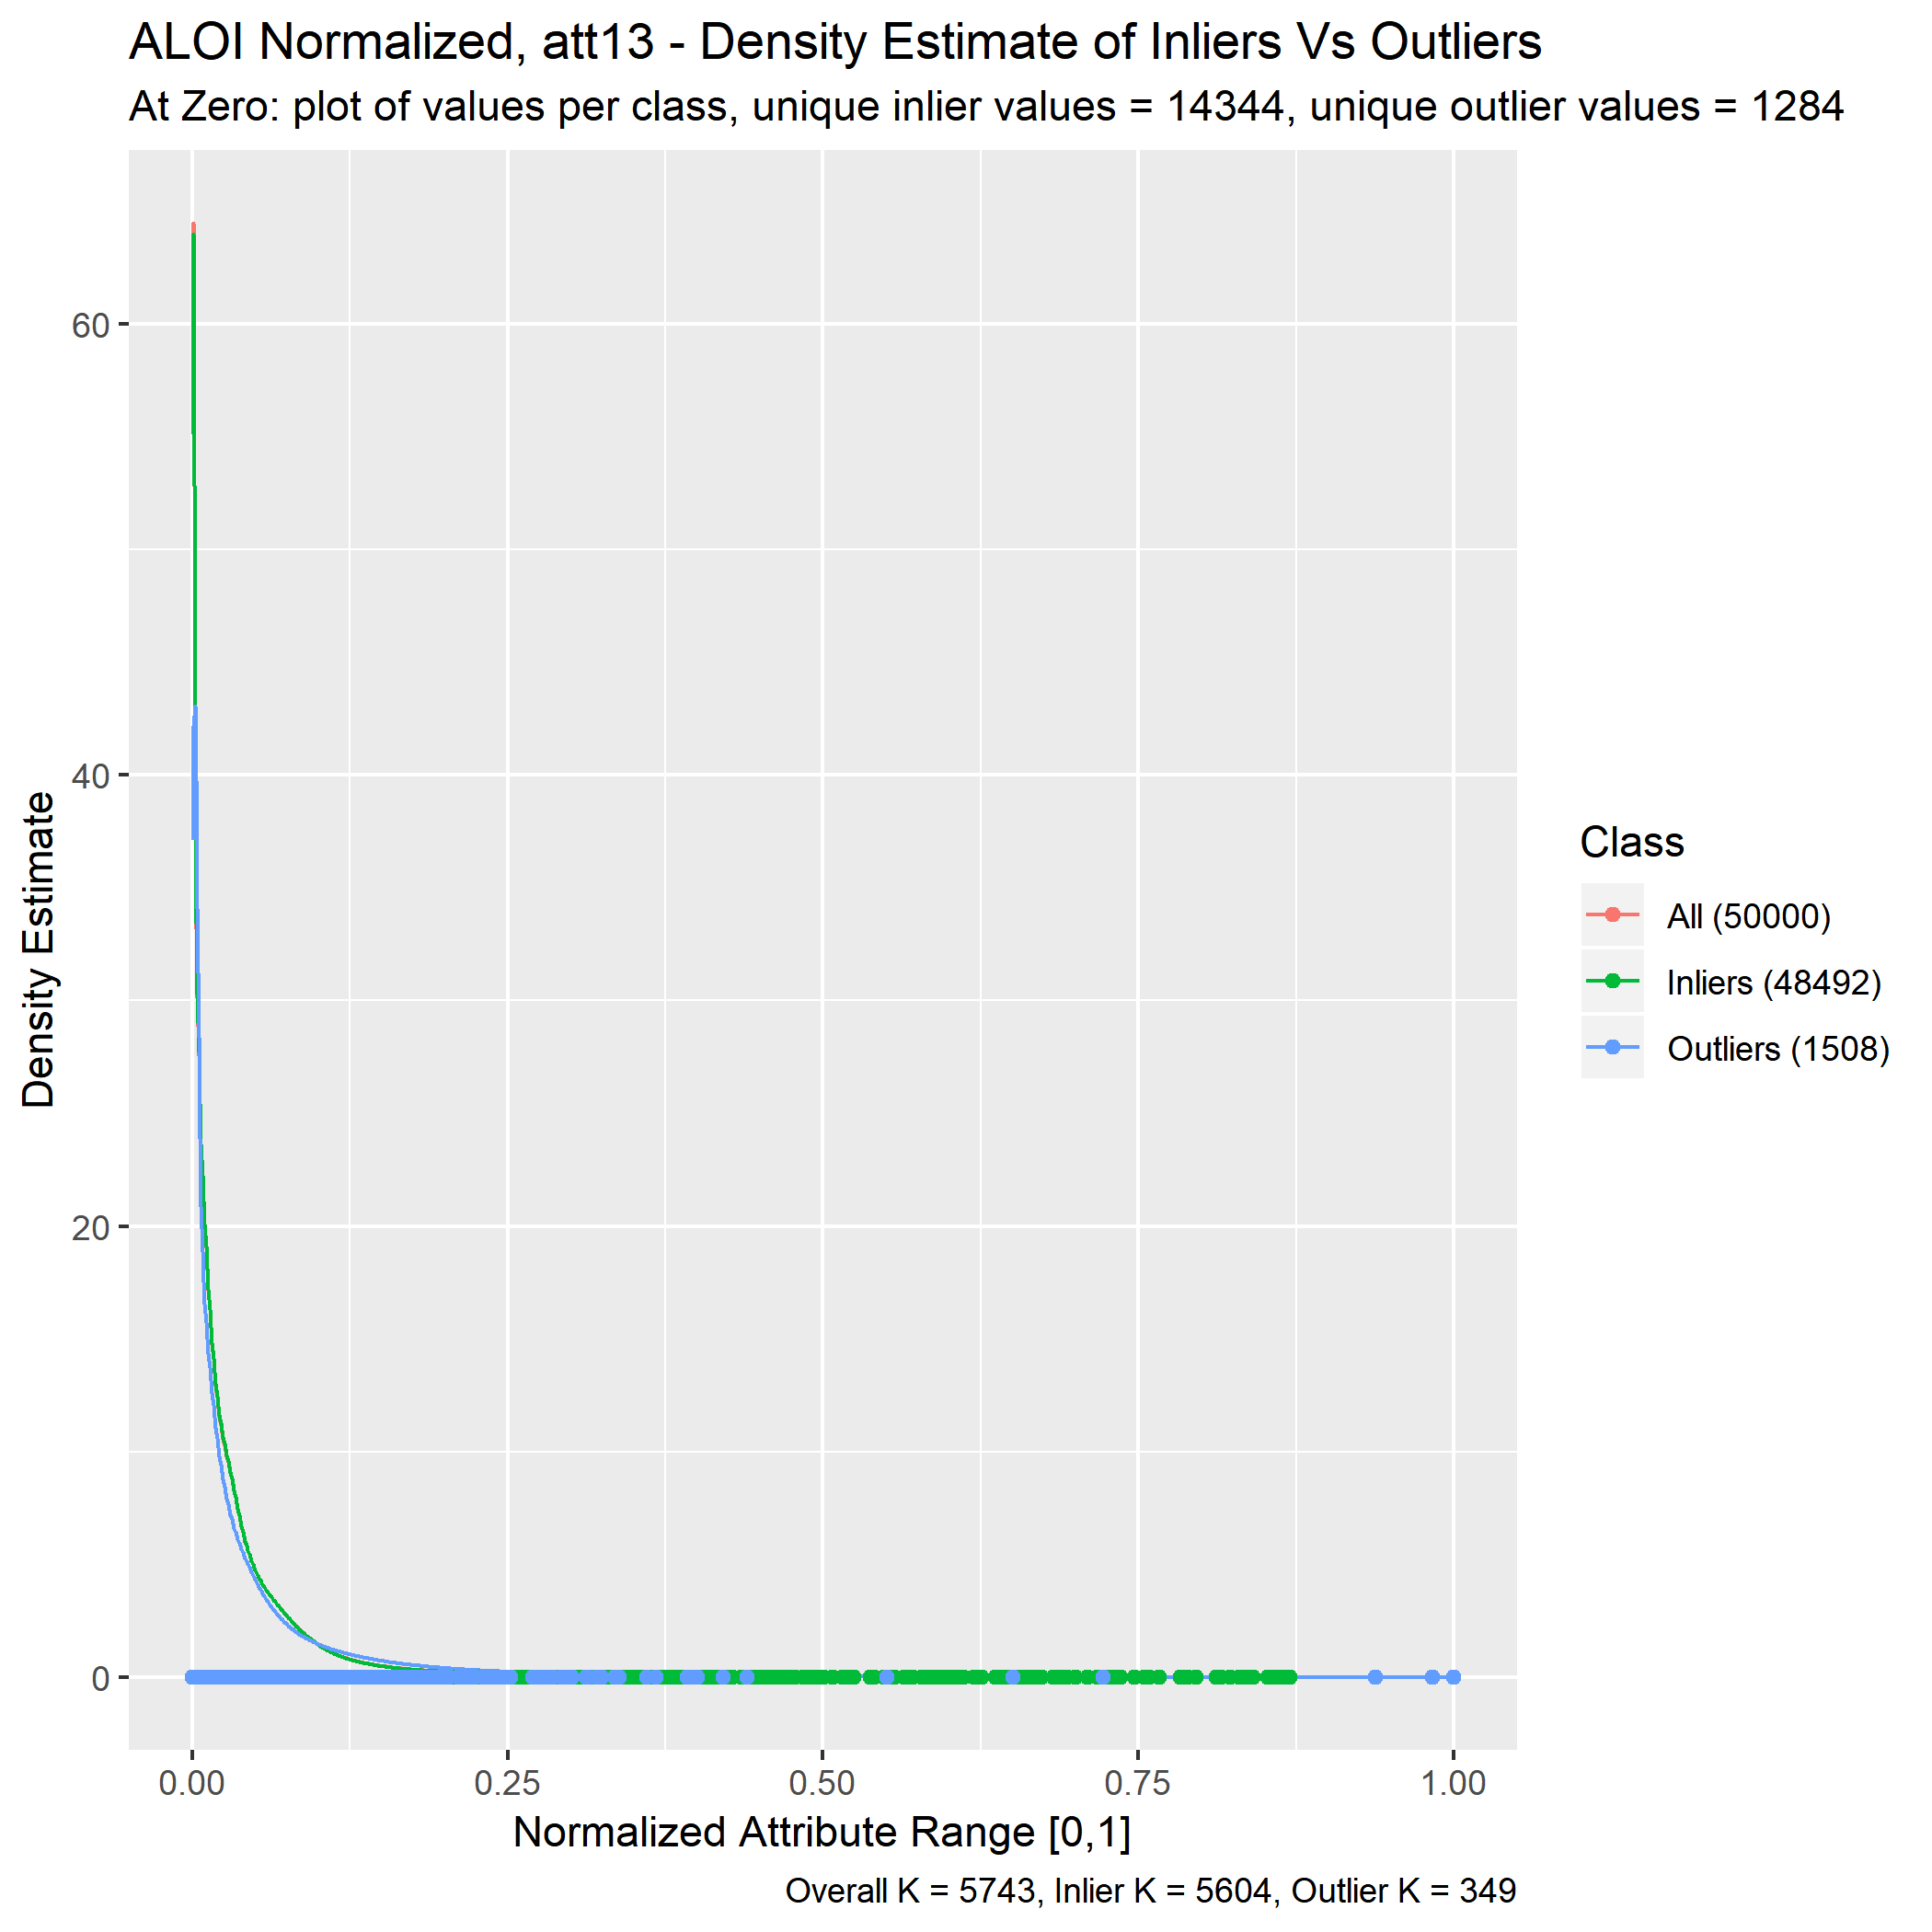 ALOI Normalized, att13 - Density Estimate of Inliers Vs Outliers
At Zero: plot of values per class, unique inlier values = 14344, unique outlier values = 1284
Density Estimate
60
40
20
0
0.00 0.25 0.50 0.75 1.00
Normalized Attribute Range [0,1]
Overall K = 5743, Inlier K = 5604, Outlier K = 349
Class
All (50000)
Inliers (48492)
Outliers (1508)